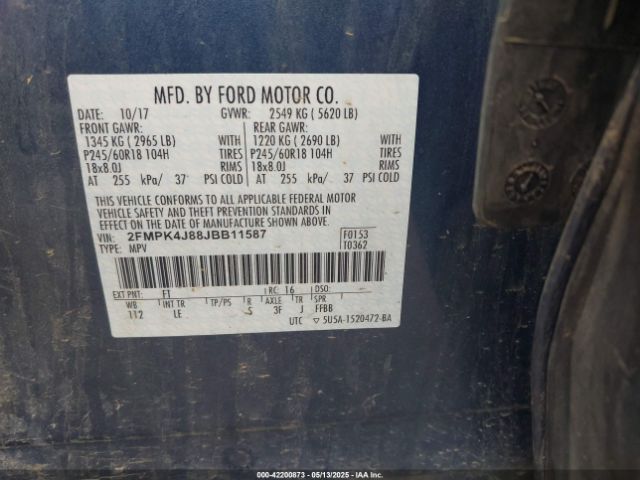 MFD. BY FORD MOTOR CO.
DATE: 10/17 GVWR: 2549 KG ( 5620 LB)
FRONT GAWR: REAR GAWR:
1345 KG ( 2965 LB) WITH 1220 KG ( 2690 LB) WITH
P245/60R18 104H TIRES P245/60R18 104H TIRES
18x8.0J RIMS 18x8.0J RIMS
AT 255 kPa/ 37 PSI COLD AT 255 kPa/ 37 PSI COLD
THIS VEHICLE CONFORMS TO ALL APPLICABLE FEDERAL MOTOR
VEHICLE SAFETY AND THEFT PREVENTION STANDARDS IN
EFFECT ON THE DATE OF MANUFACTURE SHOWN ABOVE.
VIN: 2FMPK4J88JBB11587 F0153
TYPE: MPV T0362
EXT PNT: FT RC: 16 DSO:
WB INT TR TP/PS R AXLE TR SPR
112 LE S 3F J FFBB
UTC ▽ 5U5A-1520472-BA
000-42200873 - 05/13/2025 - IAAI.COM